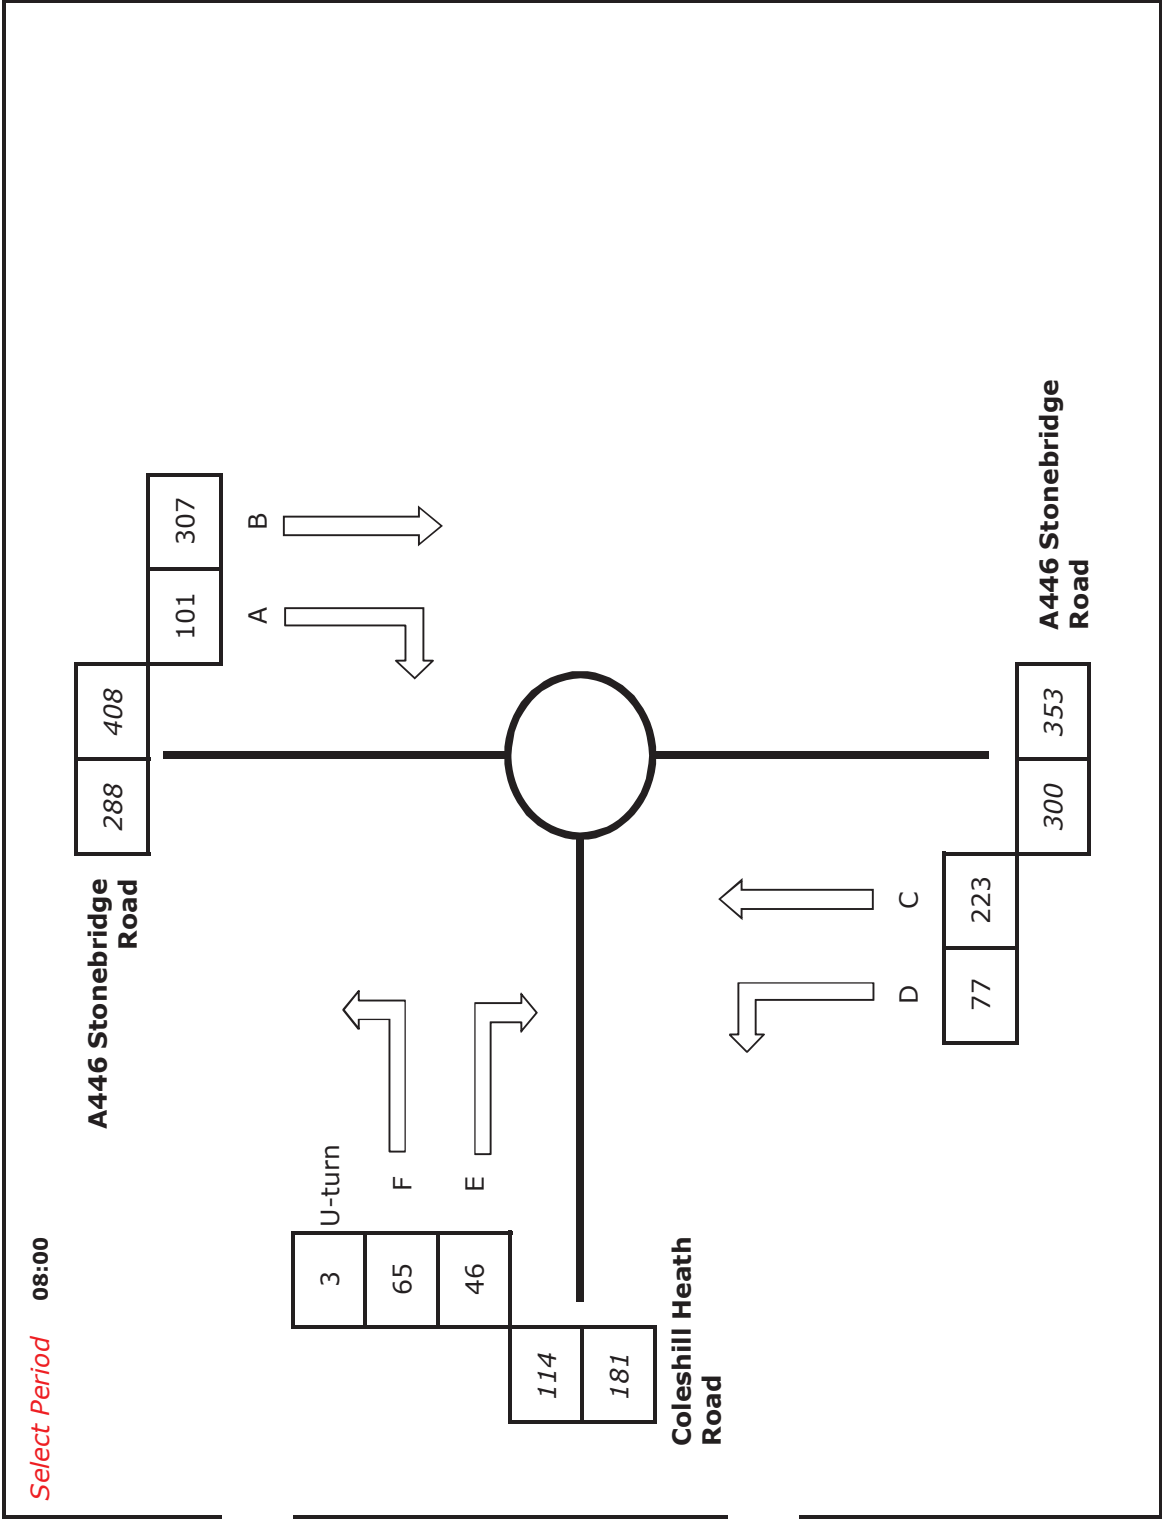 Select Period 08:00
A446 Stonebridge
Road
288 408
101 307
A B
U-turn
3
65 F
46 E
114
181
Coleshill Heath
Road
D C
77 223
300 353
A446 Stonebridge
Road